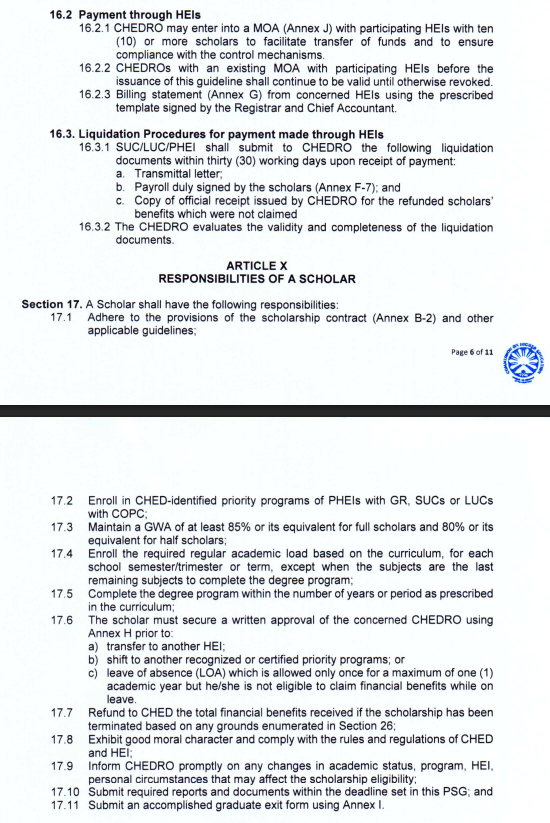 16.2 Payment through HEIs
16.2.1 CHEDRO may enter into a MOA (Annex J) with participating HEIs with ten
(10) or more scholars to facilitate transfer of funds and to ensure
compliance with the control mechanisms.
16.2.2 CHEDROs with an existing MOA with participating HEIs before the
issuance of this guideline shall continue to be valid until otherwise revoked.
16.2.3 Billing statement (Annex G) from concerned HEIs using the prescribed
template signed by the Registrar and Chief Accountant.
16.3. Liquidation Procedures for payment made through HEIs
16.3.1 SUC/LUC/PHEI shall submit to CHEDRO the following liquidation
documents within thirty (30) working days upon receipt of payment:
a. Transmittal letter;
b. Payroll duly signed by the scholars (Annex F-7); and
c. Copy of official receipt issued by CHEDRO for the refunded scholars'
benefits which were not claimed
16.3.2 The CHEDRO evaluates the validity and completeness of the liquidation
documents.
ARTICLE X
RESPONSIBILITIES OF A SCHOLAR
Section 17. A Scholar shall have the following responsibilities:
17.1 Adhere to the provisions of the scholarship contract (Annex B-2) and other
applicable guidelines;
Page 6 of 11
17.2 Enroll in CHED-identified priority programs of PHEIs with GR, SUCs or LUCs
with COPC;
17.3 Maintain a GWA of at least 85% or its equivalent for full scholars and 80% or its
equivalent for half scholars;
17.4 Enroll the required regular academic load based on the curriculum, for each
school semester/trimester or term, except when the subjects are the last
remaining subjects to complete the degree program;
17.5 Complete the degree program within the number of years or period as prescribed
in the curriculum;
17.6 The scholar must secure a written approval of the concerned CHEDRO using
Annex H prior to:
a) transfer to another HEI;
b) shift to another recognized or certified priority programs; or
c) leave of absence (LOA) which is allowed only once for a maximum of one (1)
academic year but he/she is not eligible to claim financial benefits while on
leave.
17.7 Refund to CHED the total financial benefits received if the scholarship has been
terminated based on any grounds enumerated in Section 26;
17.8 Exhibit good moral character and comply with the rules and regulations of CHED
and HEI;
17.9 Inform CHEDRO promptly on any changes in academic status, program, HEI,
personal circumstances that may affect the scholarship eligibility;
17.10 Submit required reports and documents within the deadline set in this PSG; and
17.11 Submit an accomplished graduate exit form using Annex I.